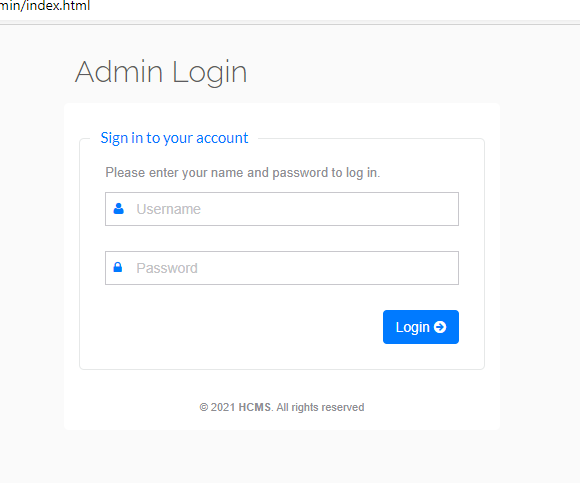 min/index.html
Admin Login
Sign in to your account
Please enter your name and password to log in.
Username
Password
Login
© 2021 HCMS. All rights reserved